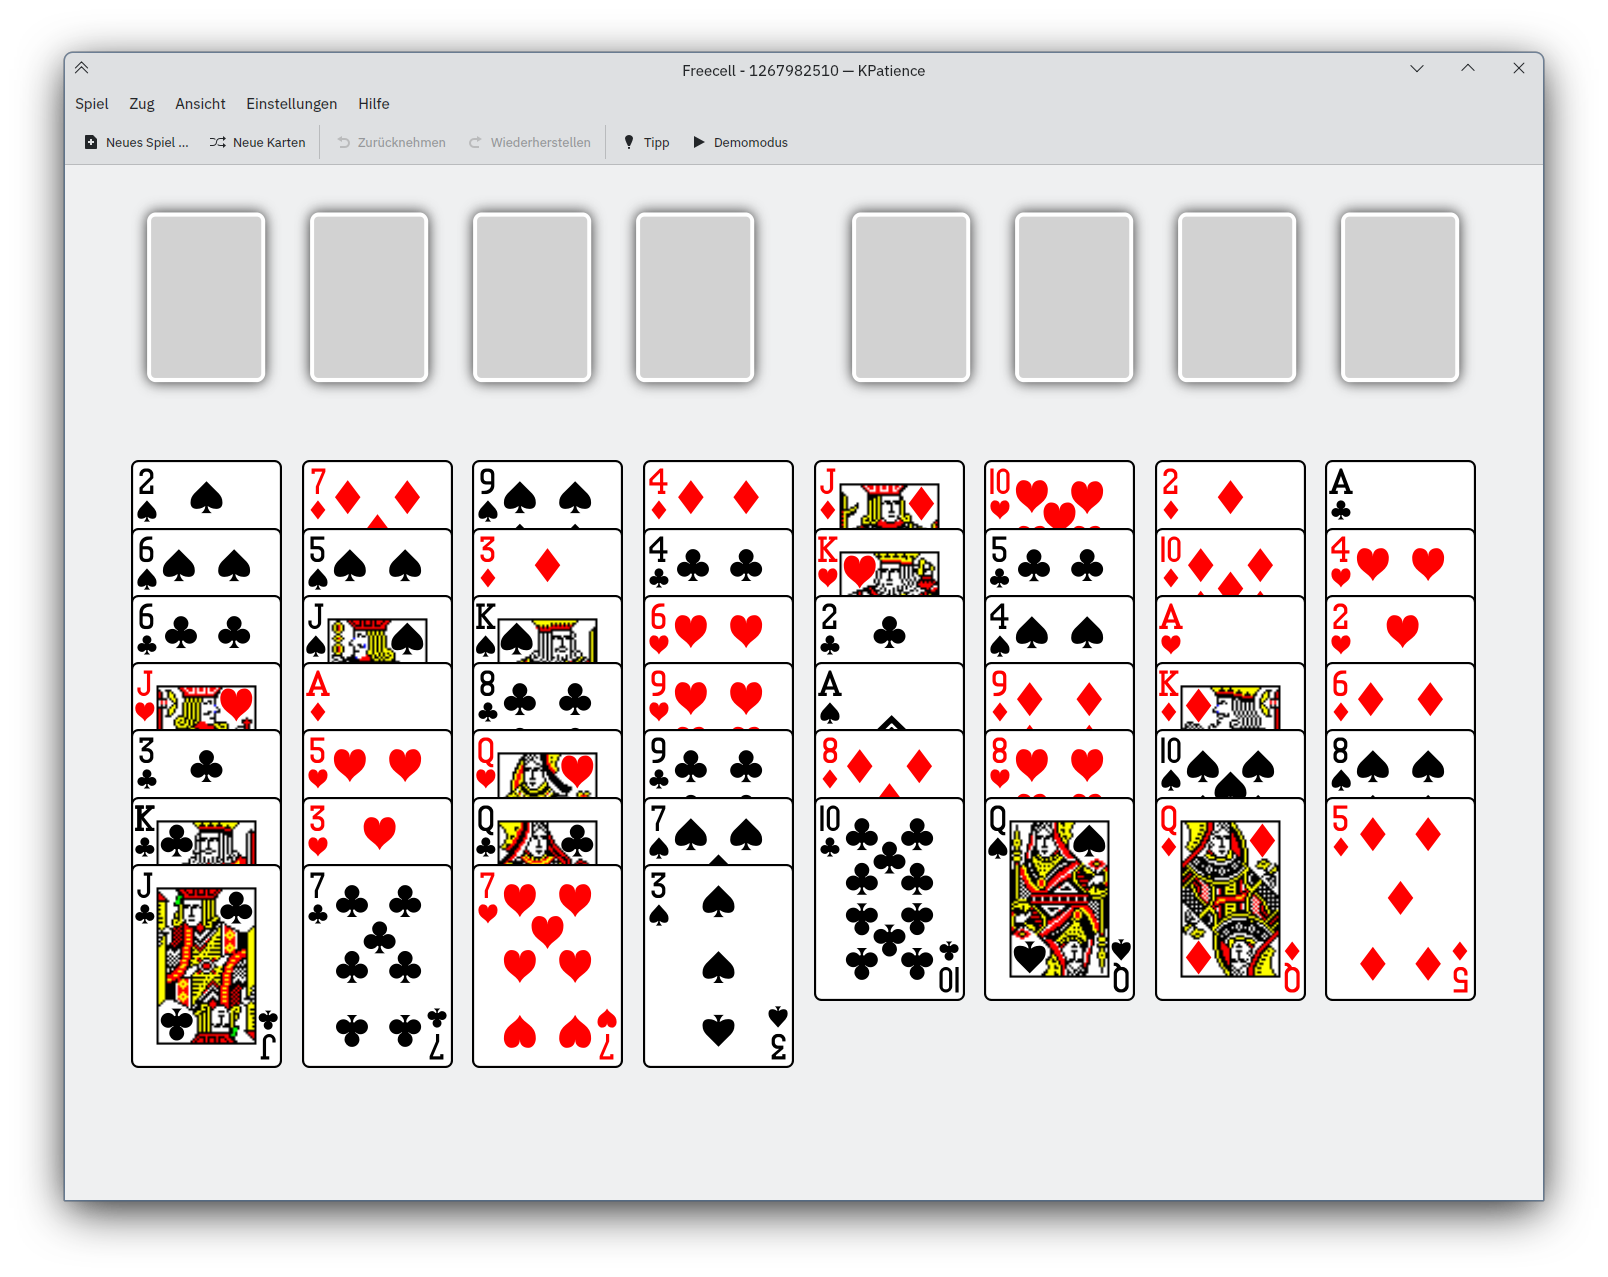 Freecell - 1267982510 — KPatience
Spiel Zug Ansicht Einstellungen Hilfe
Neues Spiel ... Neue Karten Zurücknehmen Wiederherstellen Tipp Demomodus
2 7 9 4 J 10 2 A
6 5 3 4 K 5 10 4
6 J K 6 2 4 A 2
J A 8 9 A 9 K 6
3 5 Q 9 8 8 10 8
K 3 Q 7 10 Q Q 5
J 7 7 3
10 Q Q 5
J 7 7 3